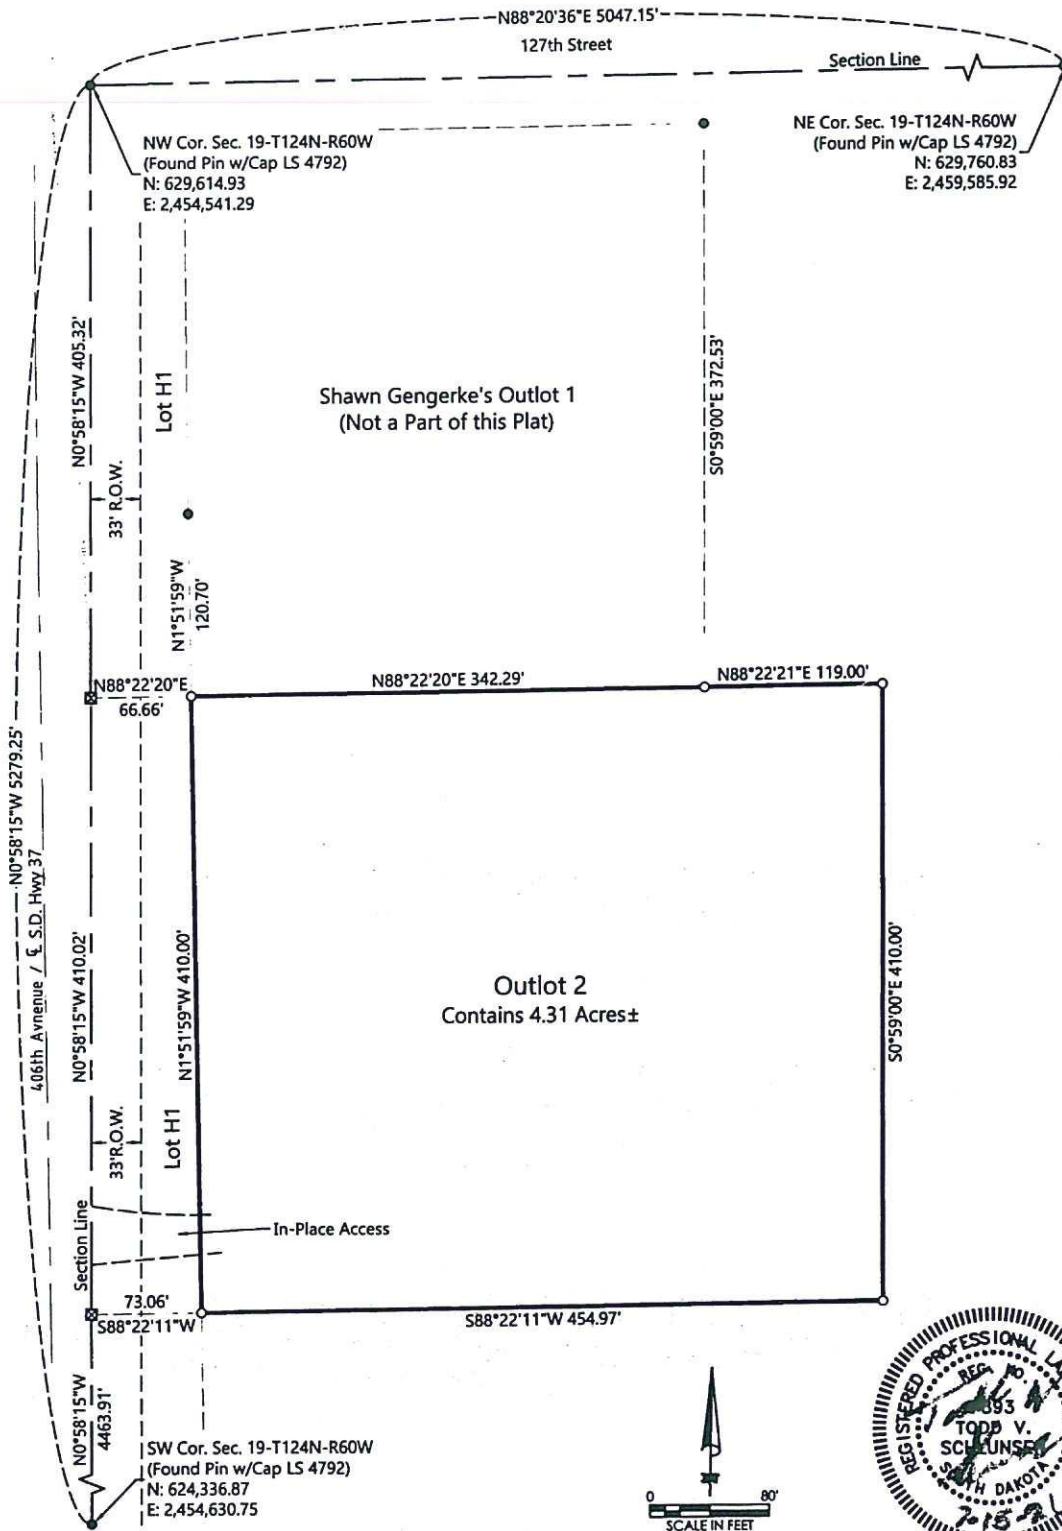 N88°20'36"E 5047.15'
127th Street
Section Line
NW Cor. Sec. 19-T124N-R60W
(Found Pin w/Cap LS 4792)
N: 629,614.93
E: 2,454,541.29
NE Cor. Sec. 19-T124N-R60W
(Found Pin w/Cap LS 4792)
N: 629,760.83
E: 2,459,585.92
N0°58'15"W 405.32'
Lot H1
33' R.O.W.
Shawn Gengerke's Outlot 1
(Not a Part of this Plat)
S0°59'00"E 372.53'
N1°51'59"W
120.70'
N88°22'20"E
66.66'
N88°22'20"E 342.29'
N88°22'21"E 119.00'
N0°58'15"W 5279.25'
406th Avnenue / ℄ S.D. Hwy 37
N0°58'15"W 410.02'
N1°51'59"W 410.00'
Outlot 2
Contains 4.31 Acres±
S0°59'00"E 410.00'
33'R.O.W.
Lot H1
Section Line
In-Place Access
73.06'
S88°22'11"W
S88°22'11"W 454.97'
N0°58'15"W
4463.91'
SW Cor. Sec. 19-T124N-R60W
(Found Pin w/Cap LS 4792)
N: 624,336.87
E: 2,454,630.75
0 80'
SCALE IN FEET
REGISTERED PROFESSIONAL
REG. NO.
TODD V.
SOUTH DAKOTA